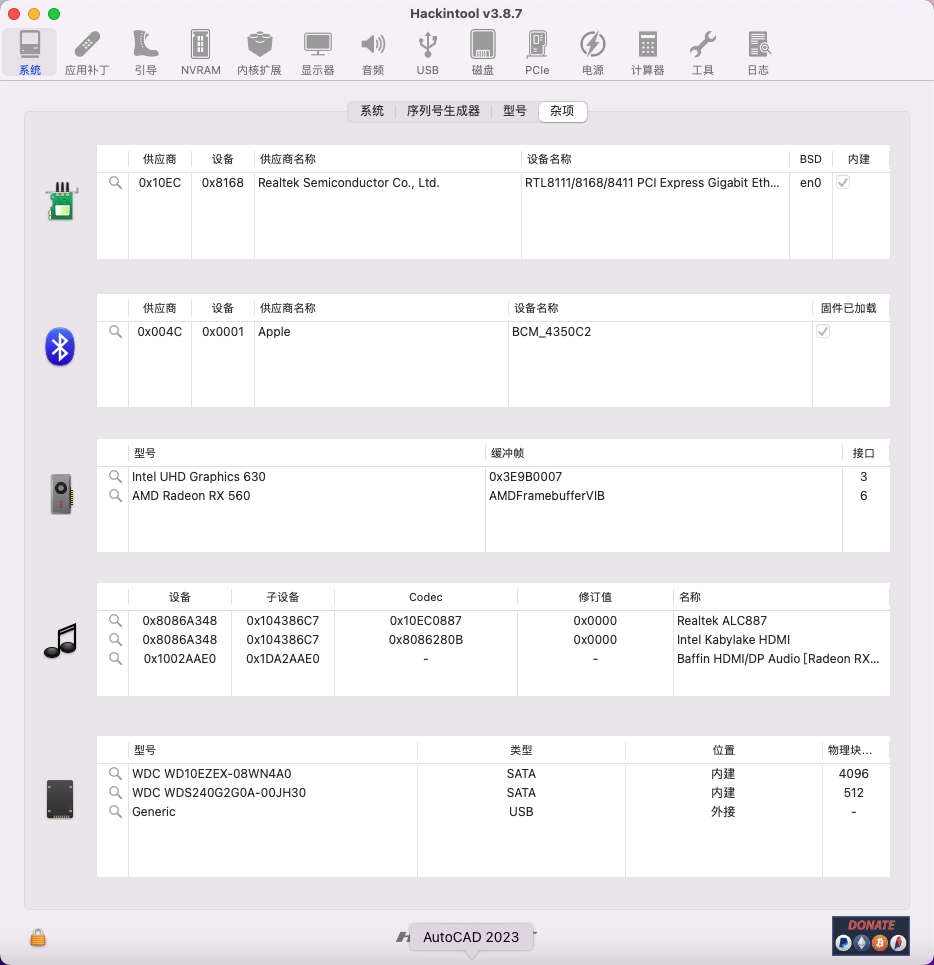 Hackintool v3.8.7
系统 应用补丁 引导 NVRAM 内核扩展 显示器 音频 USB 磁盘 PCIe 电源 计算器 工具 日志
系统 序列号生成器 型号 杂项
供应商 设备 供应商名称 设备名称 BSD 内建
0x10EC 0x8168 Realtek Semiconductor Co., Ltd. RTL8111/8168/8411 PCI Express Gigabit Eth... en0
供应商 设备 供应商名称 设备名称 固件已加载
0x004C 0x0001 Apple BCM_4350C2
型号 缓冲帧 接口
Intel UHD Graphics 630 0x3E9B0007 3
AMD Radeon RX 560 AMDFramebufferVIB 6
设备 子设备 Codec 修订值 名称
0x8086A348 0x104386C7 0x10EC0887 0x0000 Realtek ALC887
0x8086A348 0x104386C7 0x8086280B 0x0000 Intel Kabylake HDMI
0x1002AAE0 0x1DA2AAE0 - - Baffin HDMI/DP Audio [Radeon RX...
型号 类型 位置 物理块...
WDC WD10EZEX-08WN4A0 SATA 内建 4096
WDC WDS240G2G0A-00JH30 SATA 内建 512
Generic USB 外接 -
AutoCAD 2023
DONATE